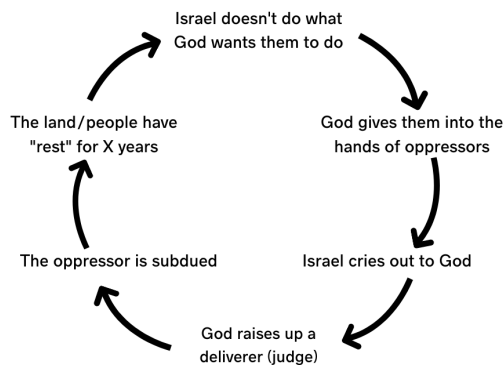 Israel doesn't do what
God wants them to do
God gives them into the
hands of oppressors
Israel cries out to God
God raises up a
deliverer (judge)
The oppressor is subdued
The land/people have
"rest" for X years